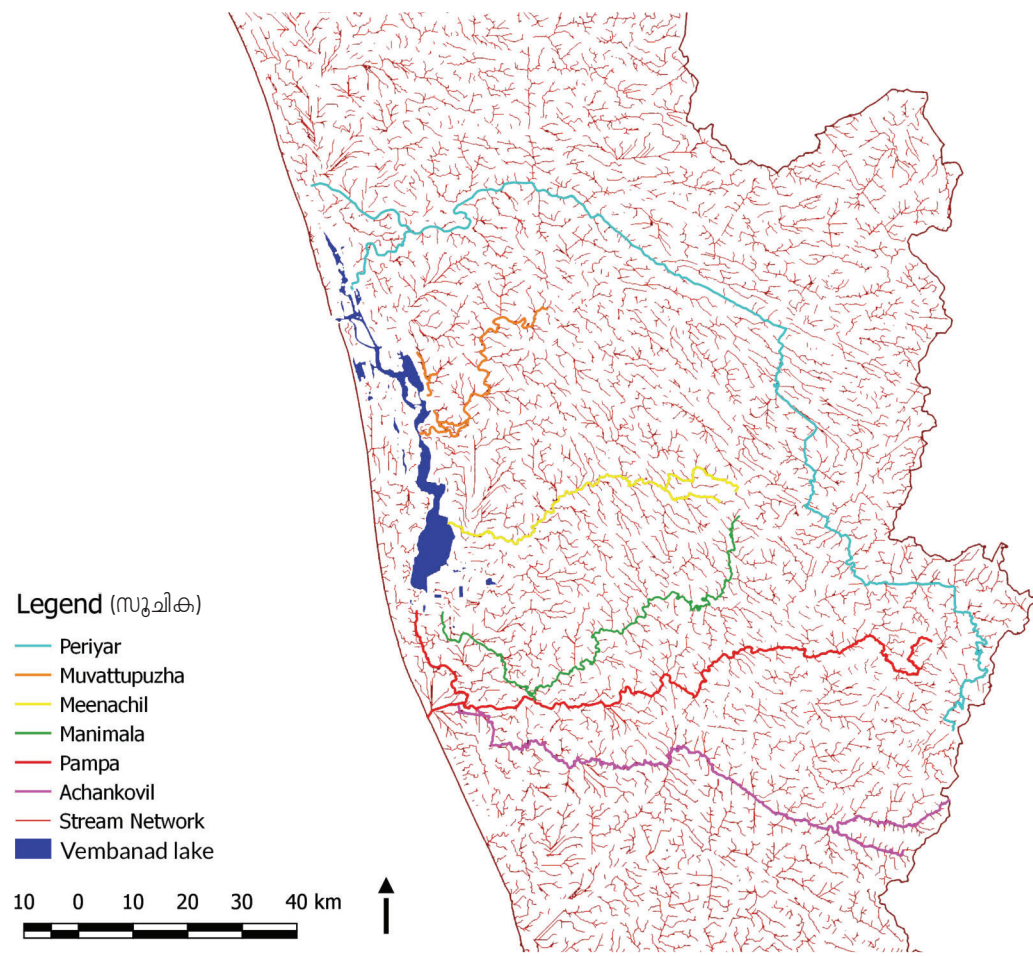 Legend (സൂചിക)
Periyar
Muvattupuzha
Meenachil
Manimala
Pampa
Achankovil
Stream Network
Vembanad lake
10 0 10 20 30 40 km